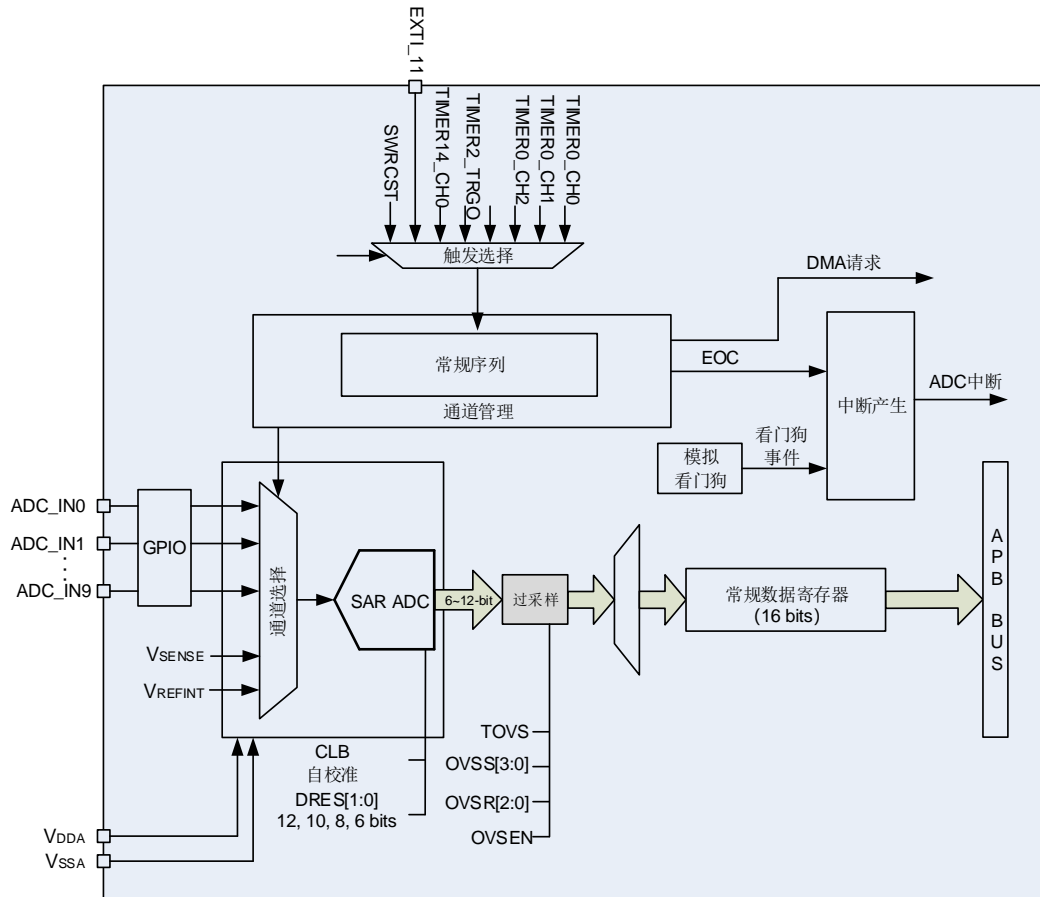 EXTI_11
SWRCST
TIMER14_CH0
TIMER2_TRGO
TIMER0_CH2
TIMER0_CH1
TIMER0_CH0
触发选择
DMA请求
常规序列
通道管理
EOC
中断产生
ADC中断
模拟
看门狗
看门狗
事件
ADC_IN0
ADC_IN1
ADC_IN9
GPIO
通道选择
SAR ADC
6~12-bit
过采样
常规数据寄存器
(16 bits)
APB BUS
VSENSE
VREFINT
CLB
自校准
DRES[1:0]
12, 10, 8, 6 bits
TOVS
OVSS[3:0]
OVSR[2:0]
OVSEN
VDDA
VSSA